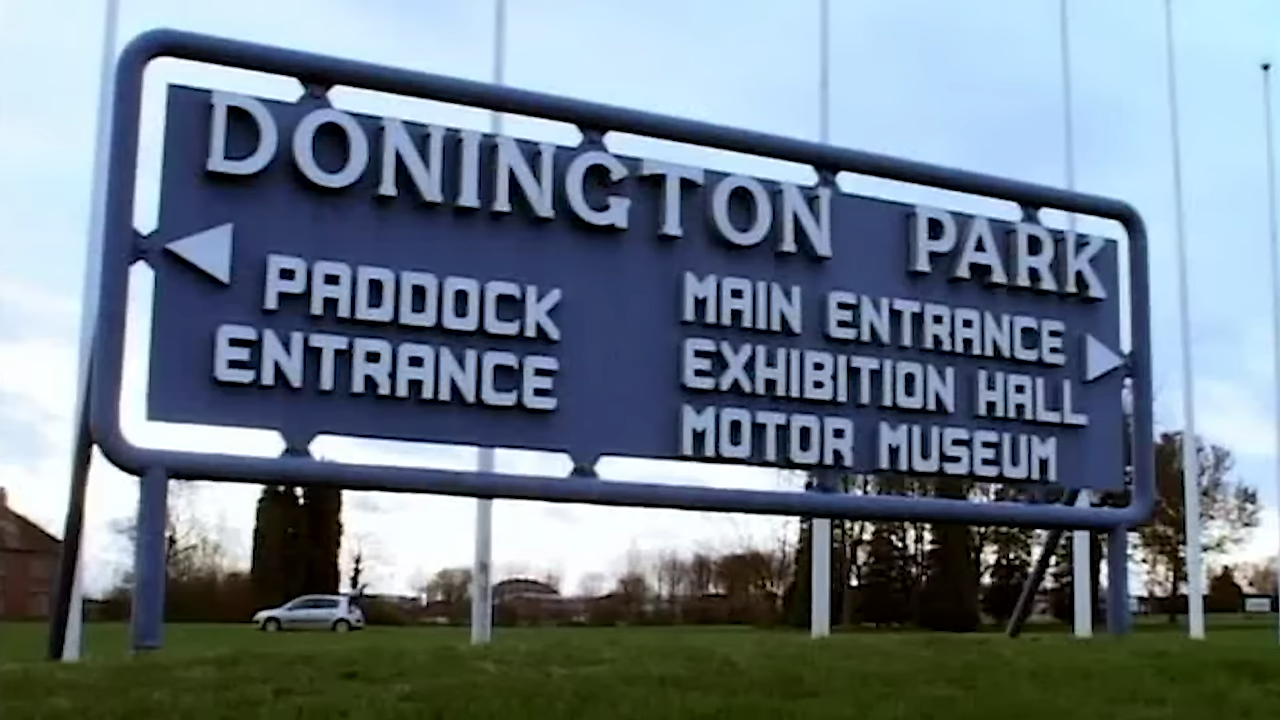 DONINGTON PARK
PADDOCK
ENTRANCE
MAIN ENTRANCE
EXHIBITION HALL
MOTOR MUSEUM